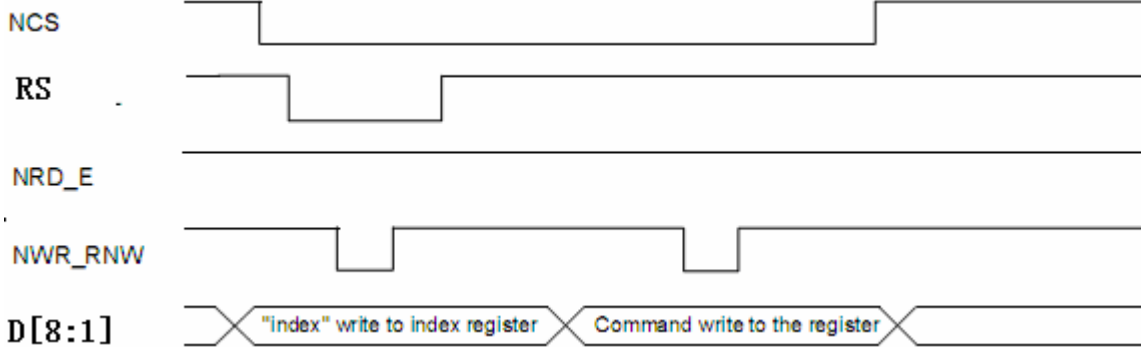 NCS
RS
NRD_E
NWR_RNW
D[8:1]
"index" write to index register
Command write to the register